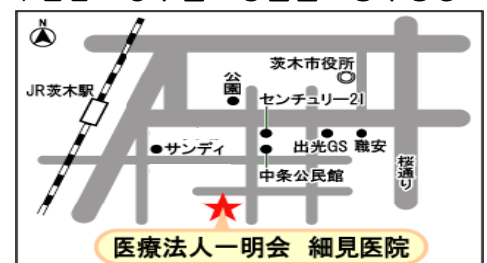 N
茨木市役所
JR茨木駅
公園
センチュリー21
サンディ
出光GS
職安
中条公民館
桜通り
医療法人一明会 細見医院